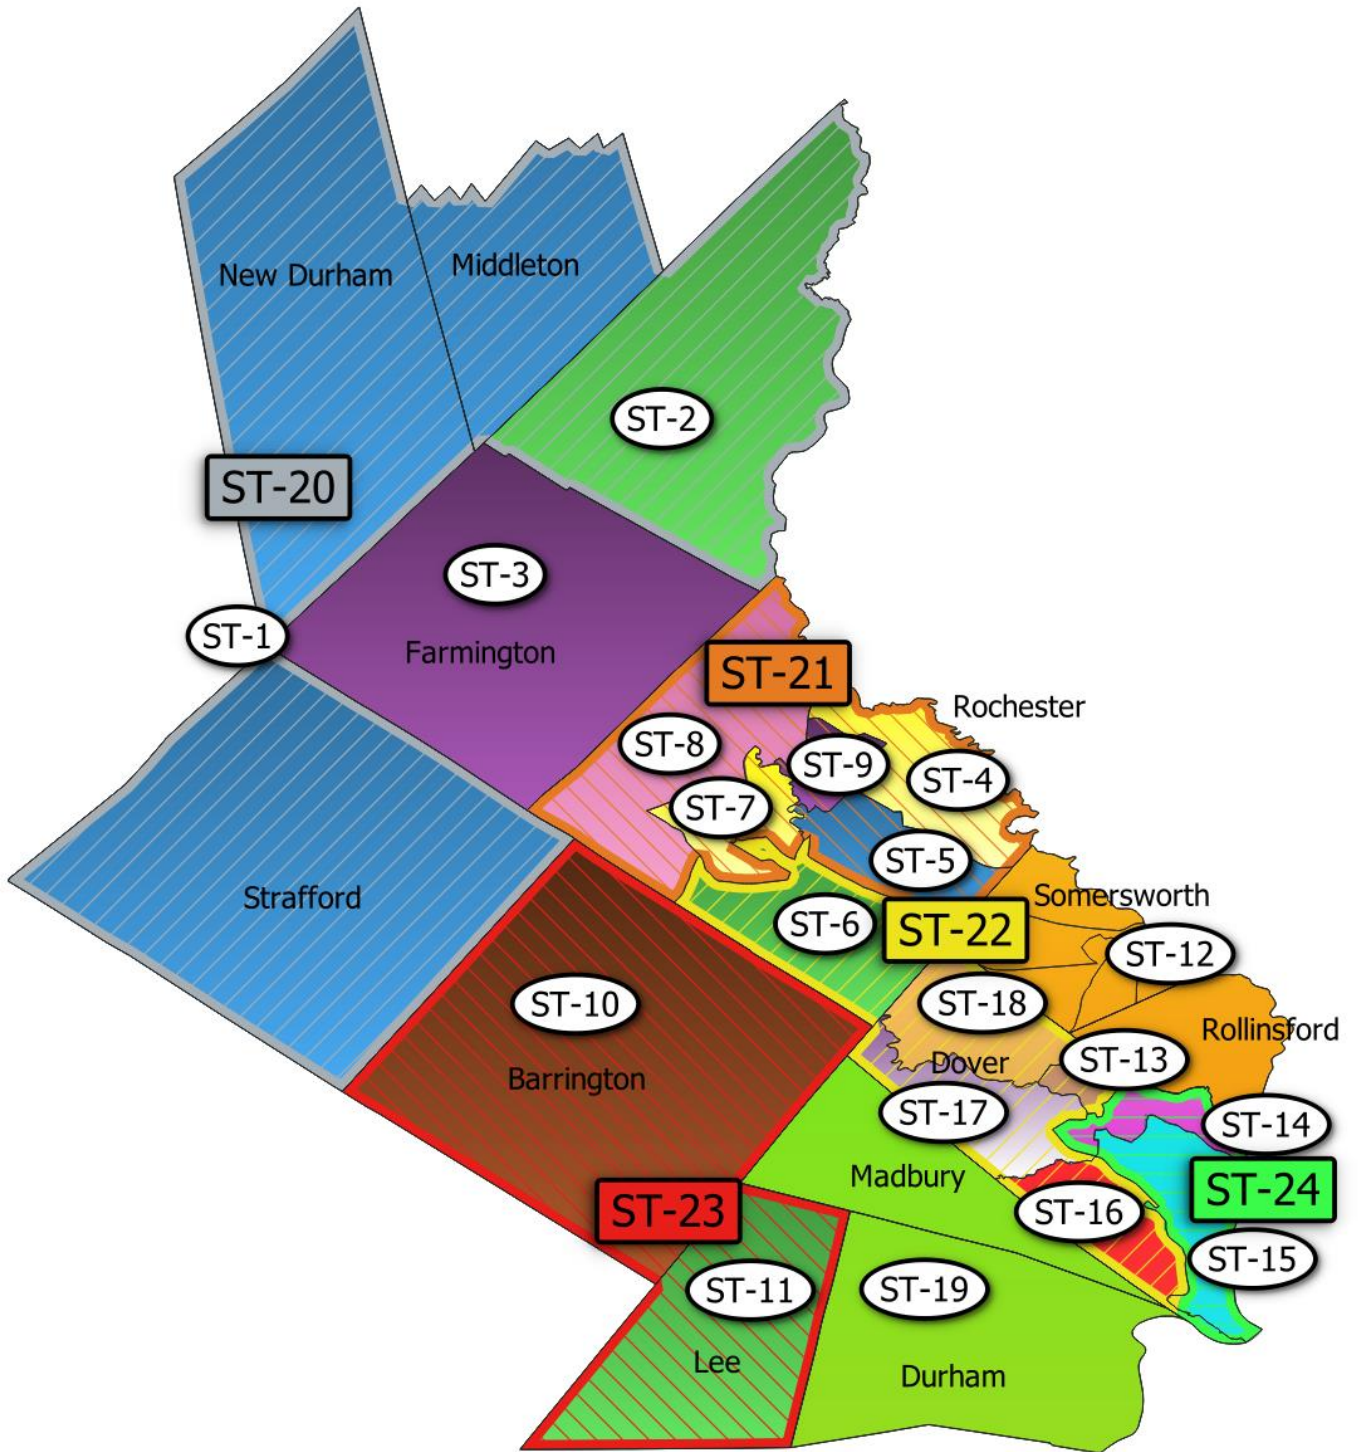 New Durham
Middleton
ST-2
ST-20
ST-3
ST-1
Farmington
ST-21
Rochester
ST-8
ST-9
ST-4
ST-7
ST-5
Strafford
Somersworth
ST-6
ST-22
ST-12
ST-10
ST-18
Rollinsford
Dover
ST-13
Barrington
ST-17
ST-14
Madbury
ST-24
ST-23
ST-16
ST-15
ST-11
ST-19
Lee
Durham